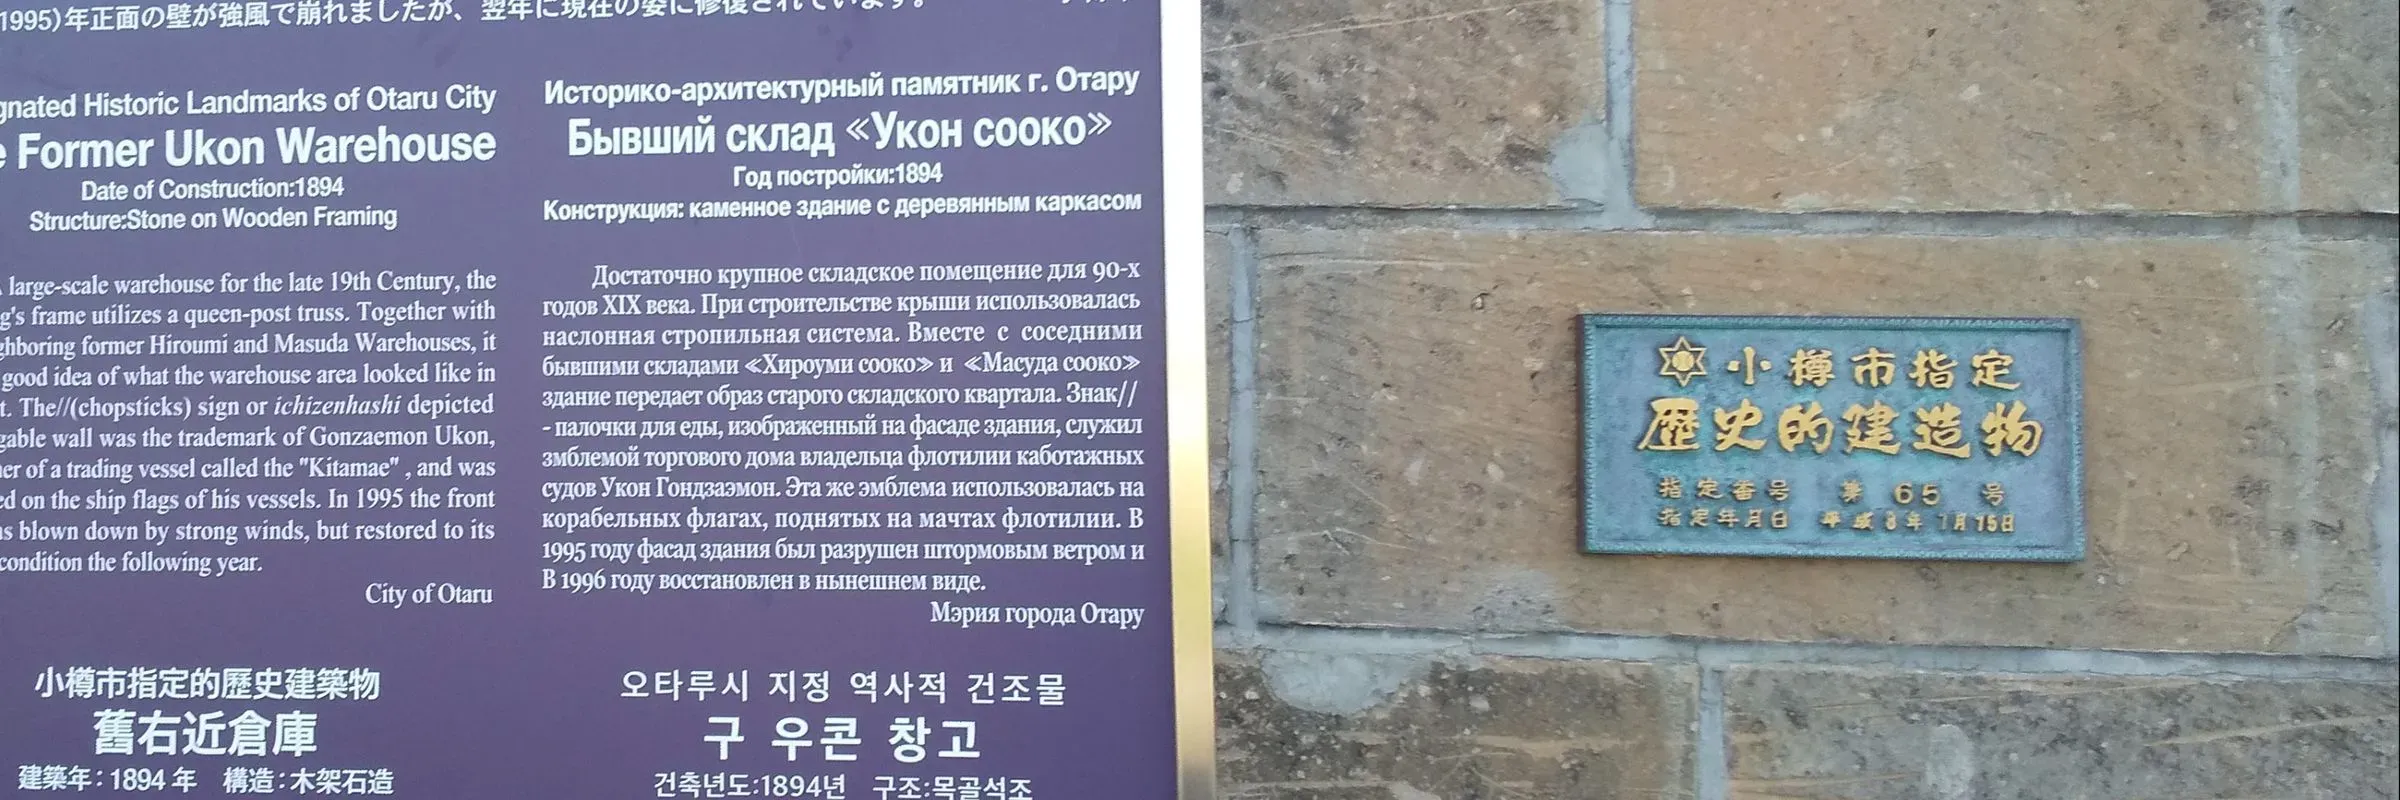 1995)年正面の壁が強風で崩れましたが、翌年に現在の姿に修復されています。
gnated Historic Landmarks of Otaru City
e Former Ukon Warehouse
Date of Construction:1894
Structure:Stone on Wooden Framing
large-scale warehouse for the late 19th Century, the
g's frame utilizes a queen-post truss. Together with
ghboring former Hiroumi and Masuda Warehouses, it
good idea of what the warehouse area looked like in
t. The//(chopsticks) sign or ichizenhashi depicted
gable wall was the trademark of Gonzaemon Ukon,
er of a trading vessel called the "Kitamae" , and was
ed on the ship flags of his vessels. In 1995 the front
s blown down by strong winds, but restored to its
condition the following year.
City of Otaru
Историко-архитектурный памятник г. Отару
Бывший склад «Укон сооко»
Год постройки:1894
Конструкция: каменное здание с деревянным каркасом
Достаточно крупное складское помещение для 90-х
годов XIX века. При строительстве крыши использовалась
наслонная стропильная система. Вместе с соседними
бывшими складами «Хироуми сооко» и «Масуда сооко»
здание передает образ старого складского квартала. Знак//
- палочки для еды, изображенный на фасаде здания, служил
змблемой торгового дома владельца флотилии каботажных
судов Укон Гондзаэмон. Эта же эмблема использовалась на
корабельных флагах, поднятых на мачтах флотилии. В
1995 году фасад здания был разрушен штормовым ветром и
В 1996 году восстановлен в нынешнем виде.
Мэрия города Отару
小樽市指定的歷史建築物
舊右近倉庫
建築年：1894 年　構造：木架石造
오타루시 지정 역사적 건조물
구 우콘 창고
건축년도:1894년 구조:목골석조
小樽市指定
歴史的建造物
指定番号 第 65 号
指定年月日 平成8年7月15日